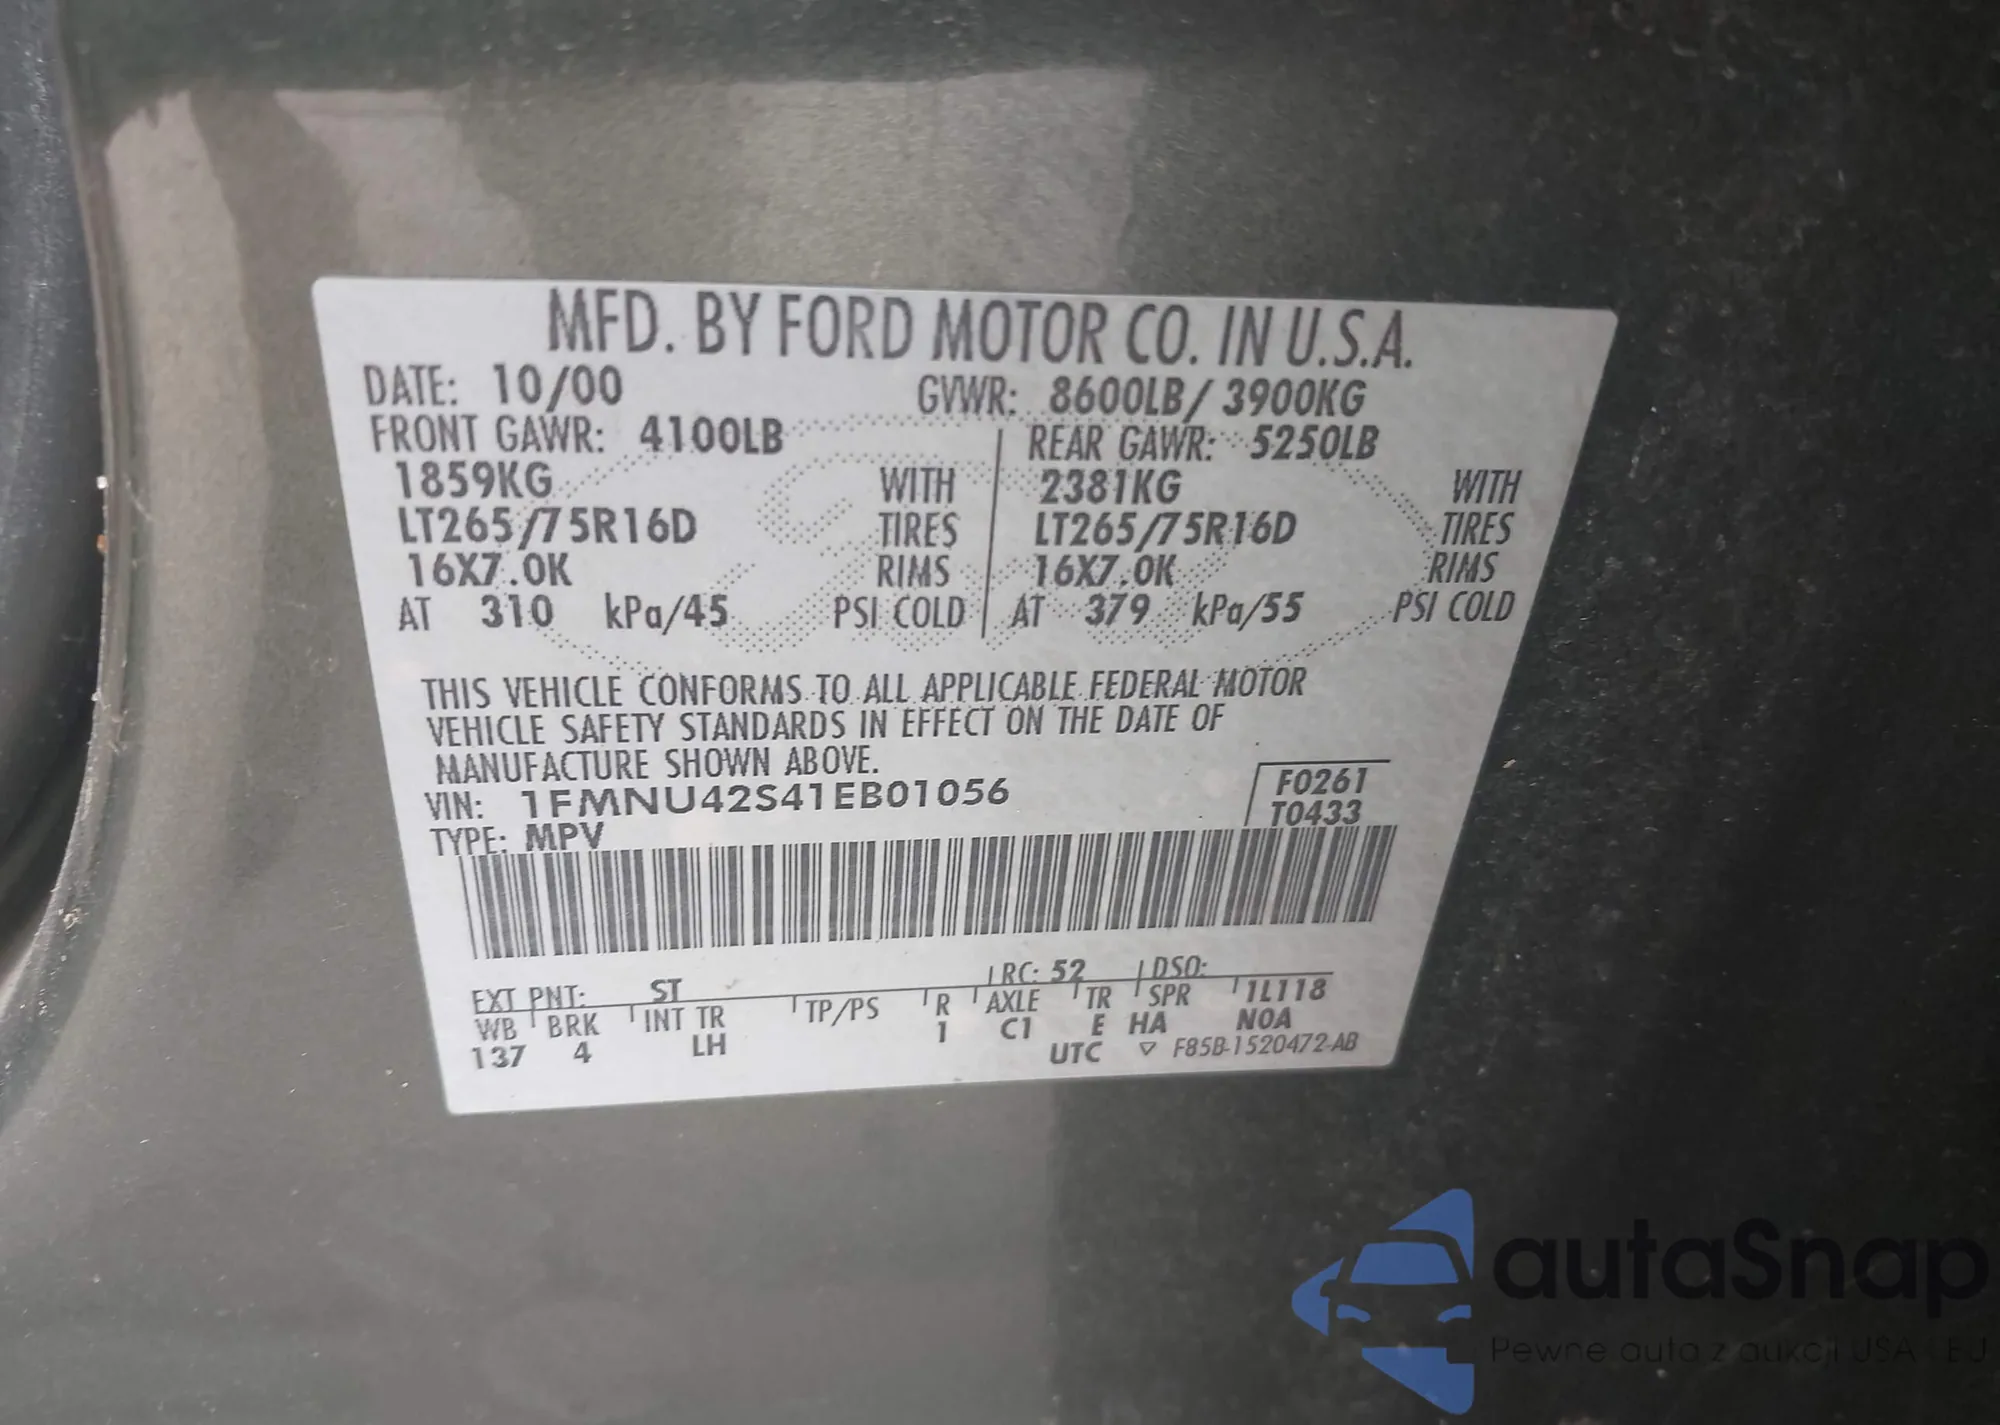 MFD. BY FORD MOTOR CO. IN U.S.A.
DATE: 10/00 GVWR: 8600LB/ 3900KG
FRONT GAWR: 4100LB REAR GAWR: 5250LB
1859KG WITH 2381KG WITH
LT265/75R16D TIRES LT265/75R16D TIRES
16X7.0K RIMS 16X7.0K RIMS
AT 310 kPa/45 PSI COLD AT 379 kPa/55 PSI COLD
THIS VEHICLE CONFORMS TO ALL APPLICABLE FEDERAL MOTOR
VEHICLE SAFETY STANDARDS IN EFFECT ON THE DATE OF
MANUFACTURE SHOWN ABOVE.
VIN: 1FMNU42S41EB01056 F0261
TYPE: MPV T0433
EXT PNT: ST RC: 52 DSO:
WB BRK INT TR TP/PS R AXLE TR SPR 1L118
137 4 LH 1 C1 E HA N0A
UTC ▽ F85B-1520472-AB
autaSnap
Pewne auta z aukcji USA i EU